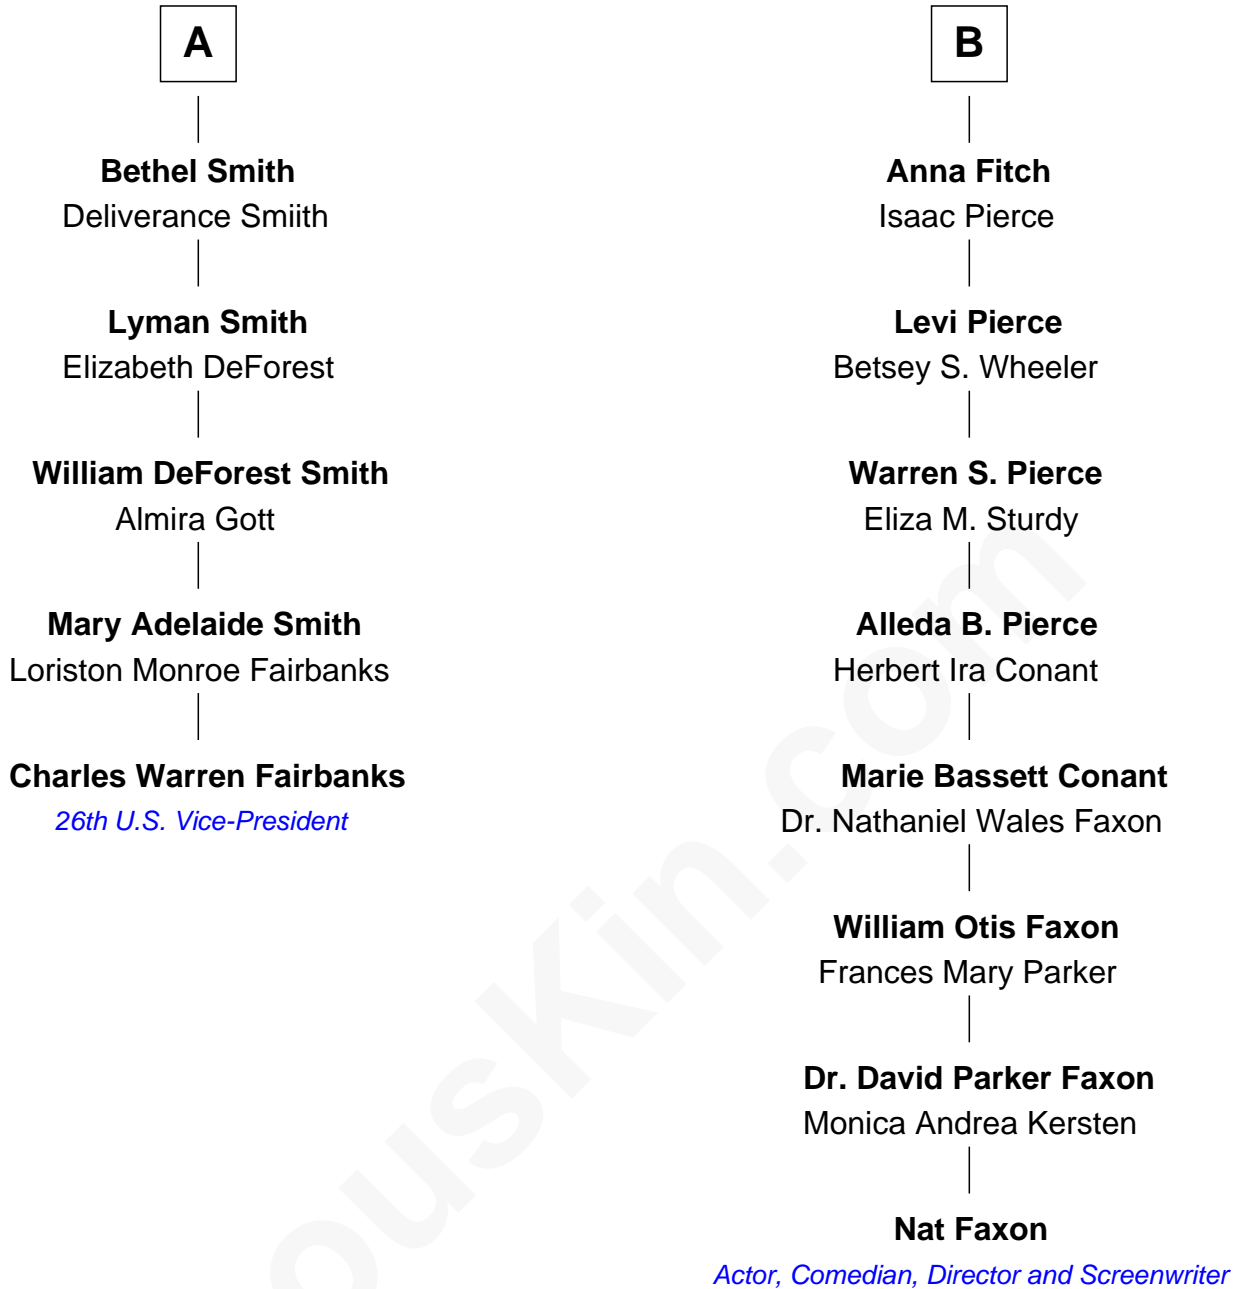 A
Bethel Smith
Deliverance Smiith
Lyman Smith
Elizabeth DeForest
William DeForest Smith
Almira Gott
Mary Adelaide Smith
Loriston Monroe Fairbanks
Charles Warren Fairbanks
26th U.S. Vice-President
B
Anna Fitch
Isaac Pierce
Levi Pierce
Betsey S. Wheeler
Warren S. Pierce
Eliza M. Sturdy
Alleda B. Pierce
Herbert Ira Conant
Marie Bassett Conant
Dr. Nathaniel Wales Faxon
William Otis Faxon
Frances Mary Parker
Dr. David Parker Faxon
Monica Andrea Kersten
Nat Faxon
Actor, Comedian, Director and Screenwriter
ousKin.com